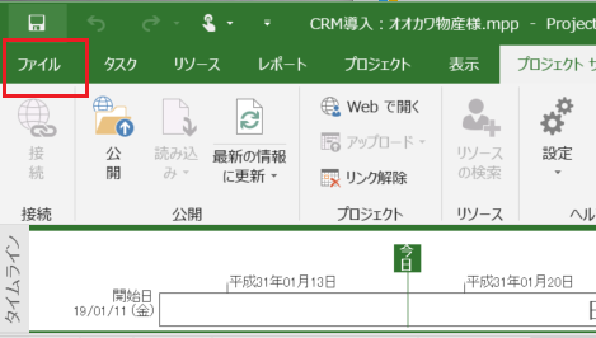 CRM導入：オオカワ物産様.mpp - Project
ファイル タスク リソース レポート プロジェクト 表示 プロジェクト サ
接続
公開
読み込み
最新の情報に更新
Web で開く
アップロード
リンク解除
リソースの検索
設定
接続 公開 プロジェクト リソース ヘル
タイムライン
今日
平成31年01月13日 平成31年01月20日
開始日
19/01/11 (金)